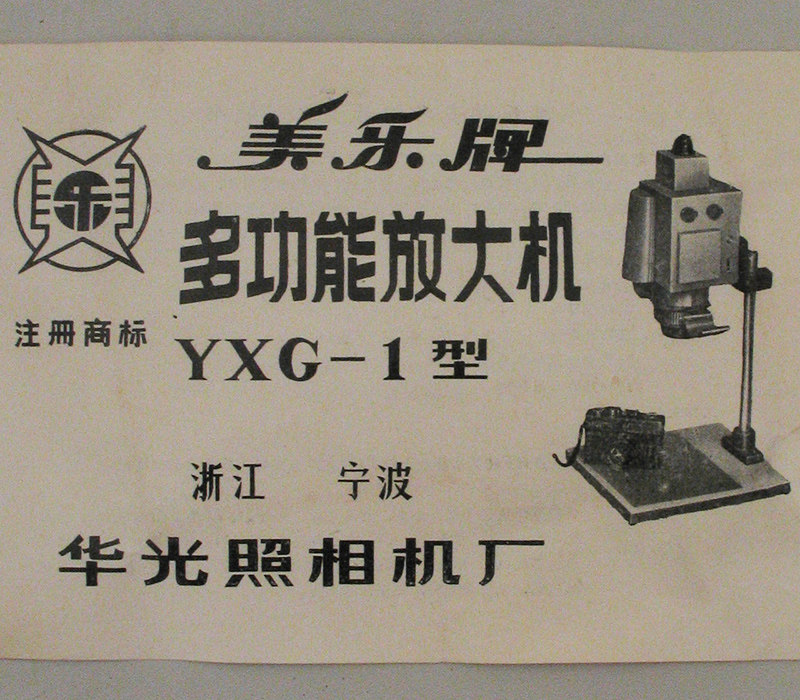 美乐牌
多功能放大机
YXG-1型
乐
注册商标
浙江 宁波
华光照相机厂